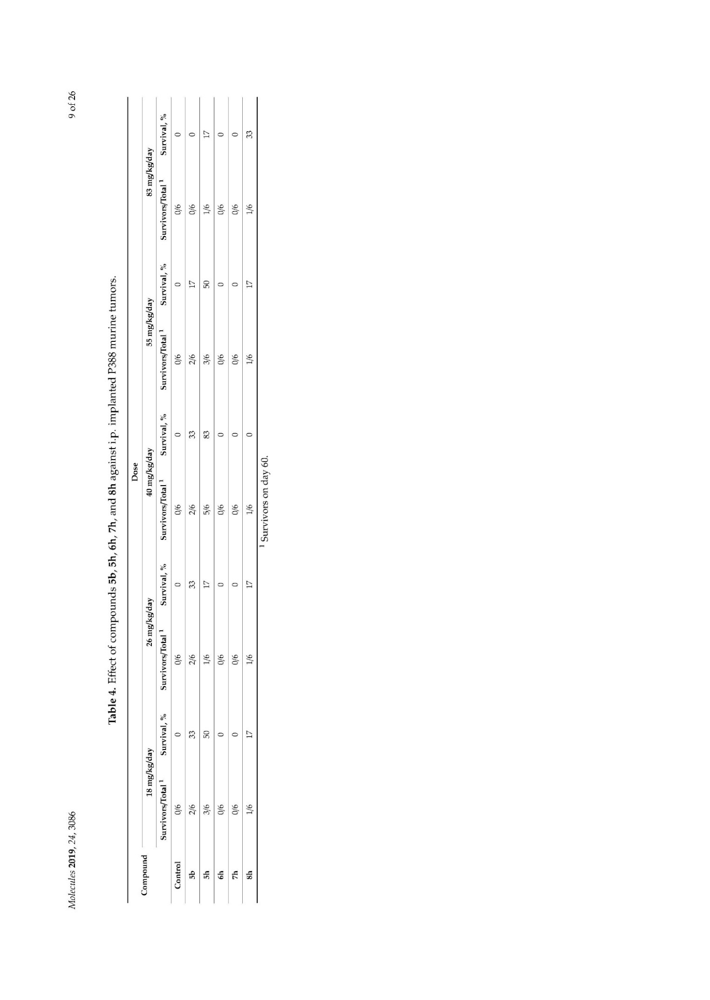 Molecules 2019, 24, 3086 9 of 26
Table 4. Effect of compounds 5b, 5h, 6h, 7h, and 8h against i.p. implanted P388 murine tumors.
Dose
Compound 18 mg/kg/day 26 mg/kg/day 40 mg/kg/day 55 mg/kg/day 83 mg/kg/day
Survivors/Total 1 Survival, % Survivors/Total 1 Survival, % Survivors/Total 1 Survival, % Survivors/Total 1 Survival, % Survivors/Total 1 Survival, %
Control 0/6 0 0/6 0 0/6 0 0/6 0 0/6 0
5b 2/6 33 2/6 33 2/6 33 2/6 17 0/6 0
5h 3/6 50 1/6 17 5/6 83 3/6 50 1/6 17
6h 0/6 0 0/6 0 0/6 0 0/6 0 0/6 0
7h 0/6 0 0/6 0 0/6 0 0/6 0 0/6 0
8h 1/6 17 1/6 17 1/6 0 1/6 17 1/6 33
1 Survivors on day 60.